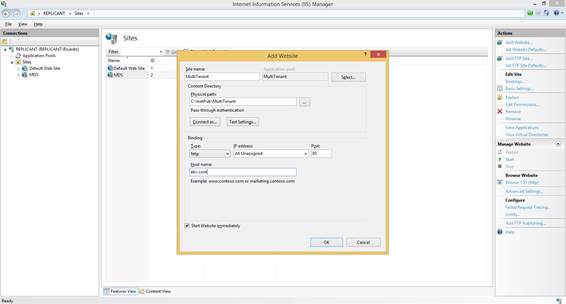 Internet Information Services (IIS) Manager
REPLICANT
Sites
File View Help
Connections
REPLICANT (REPLICANT\Ricardo)
Application Pools
Sites
Default Web Site
MDS
Sites
Filter:
Default Web Site 1
MDS 2
Add Website
Site name:
Application pool:
MultiTenant
MultiTenant
Select...
Content Directory
Physical path:
C:\InetPub\MultiTenant
...
Pass-through authentication
Connect as...
Test Settings...
Binding
Type:
IP address:
Port:
http
All Unassigned
80
Host name:
abc.com
Example: www.contoso.com or marketing.contoso.com
Start Website immediately
OK
Cancel
Features View
Content View
Ready
Actions
Add Website...
Set Website Defaults...
Add FTP Site...
Set FTP Site Defaults...
Edit Site
Bindings...
Basic Settings...
Explore
Edit Permissions...
Remove
Rename
View Applications
View Virtual Directories
Manage Website
Restart
Start
Stop
Browse Website
Browse *:81 (http)
Advanced Settings...
Configure
Failed Request Tracing...
Limits...
Add FTP Publishing...
Help